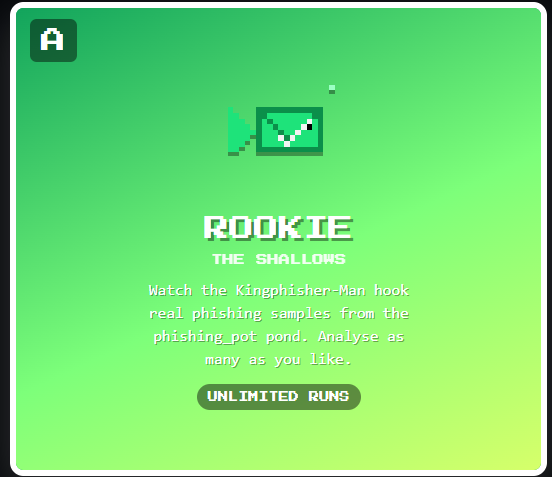 A
ROOKIE
THE SHALLOWS
Watch the Kingphisher-Man hook
real phishing samples from the
phishing_pot pond. Analyse as
many as you like.
UNLIMITED RUNS